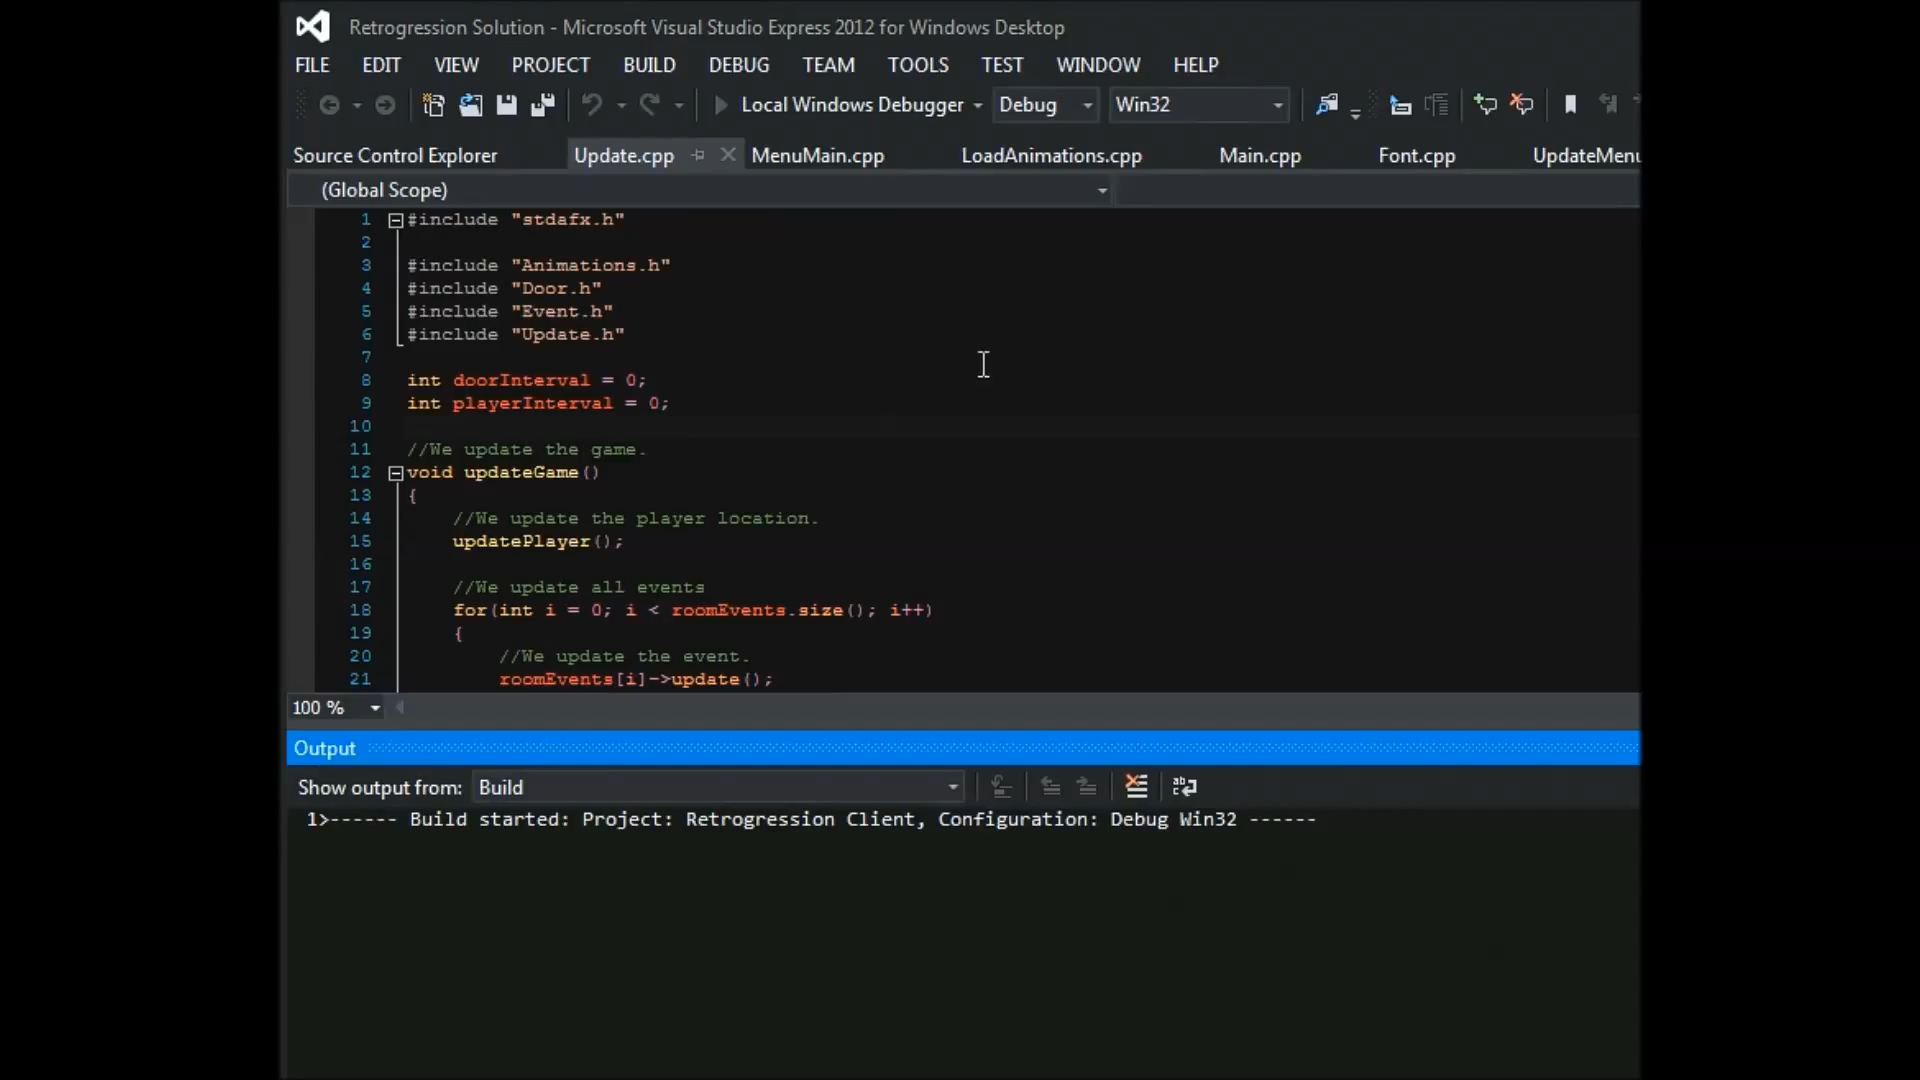 Retrogression Solution - Microsoft Visual Studio Express 2012 for Windows Desktop
FILE EDIT VIEW PROJECT BUILD DEBUG TEAM TOOLS TEST WINDOW HELP
Local Windows Debugger Debug Win32
Source Control Explorer Update.cpp MenuMain.cpp LoadAnimations.cpp Main.cpp Font.cpp UpdateMenu
(Global Scope)
1 #include "stdafx.h"
2
3 #include "Animations.h"
4 #include "Door.h"
5 #include "Event.h"
6 #include "Update.h"
7
8 int doorInterval = 0;
9 int playerInterval = 0;
10
11 //We update the game.
12 void updateGame()
13 {
14 //We update the player location.
15 updatePlayer();
16
17 //We update all events
18 for(int i = 0; i < roomEvents.size(); i++)
19 {
20 //We update the event.
21 roomEvents[i]->update();
100 %
Output
Show output from: Build
1>------ Build started: Project: Retrogression Client, Configuration: Debug Win32 ------